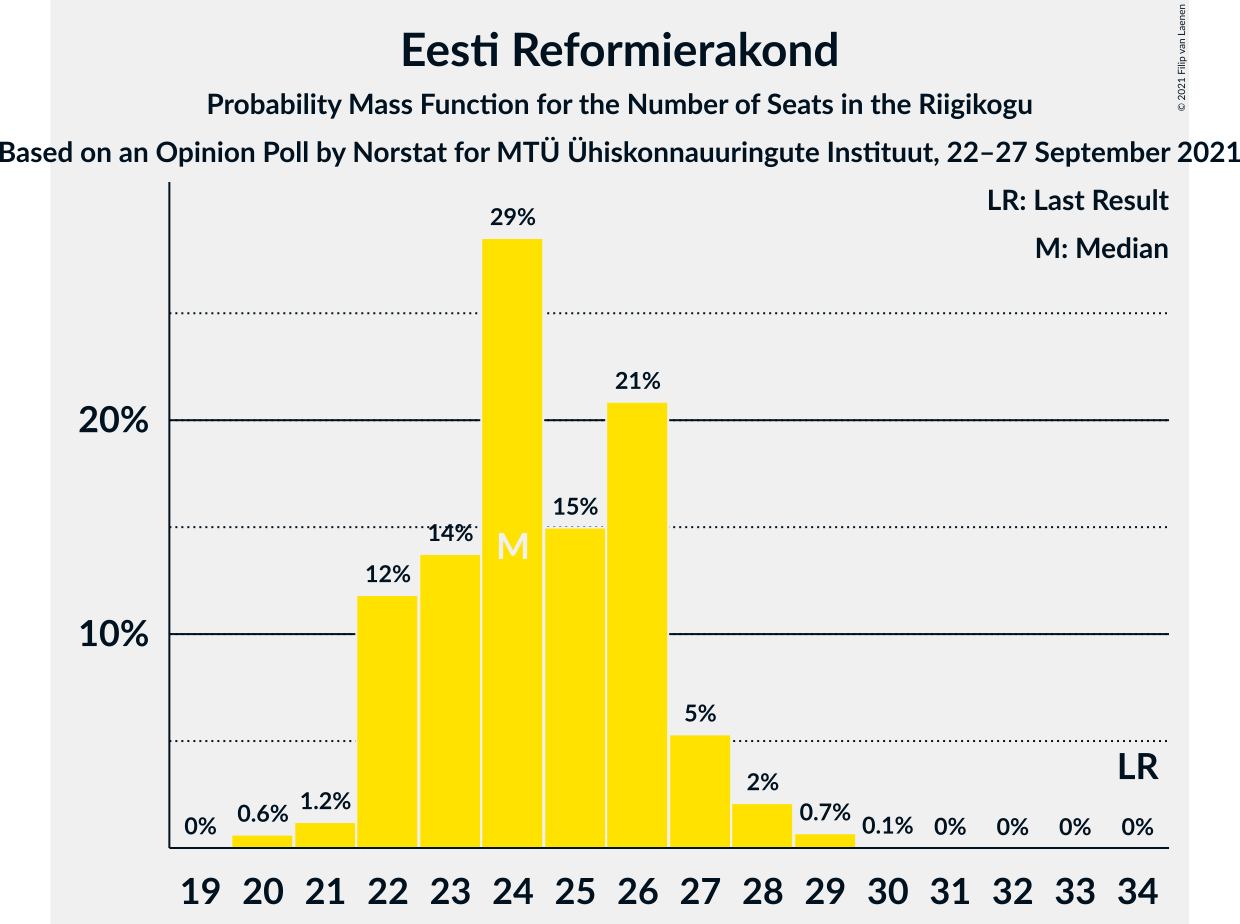 Eesti Reformierakond
Probability Mass Function for the Number of Seats in the Riigikogu
Based on an Opinion Poll by Norstat for MTÜ Ühiskonnauuringute Instituut, 22–27 September 2021
© 2021 Filip van Laenen
LR: Last Result
M: Median
29%
21%
20%
15%
14%
M
12%
10%
5%
LR
2%
1.2%
0.7%
0.6%
0% 0.1% 0% 0% 0% 0%
19 20 21 22 23 24 25 26 27 28 29 30 31 32 33 34